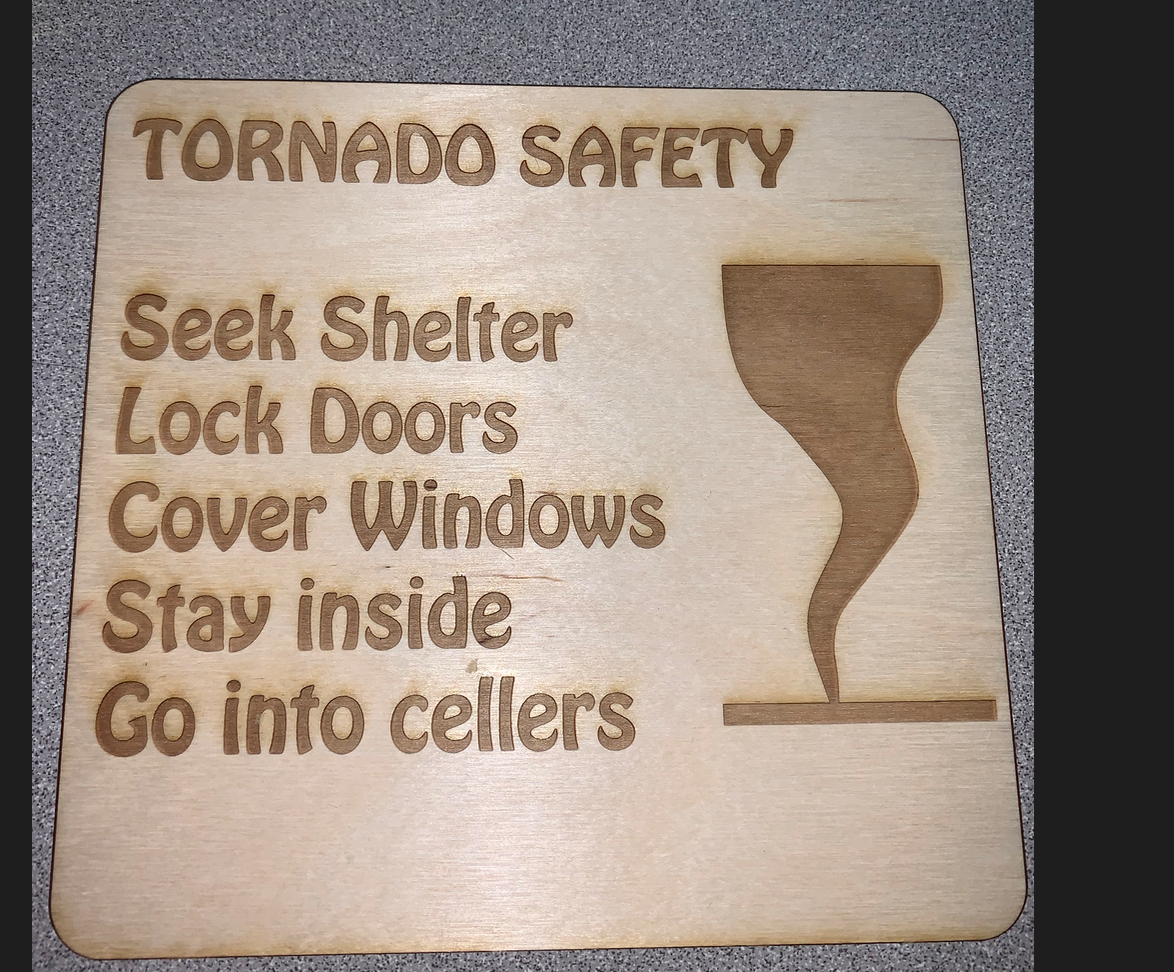 TORNADO SAFETY
Seek Shelter
Lock Doors
Cover Windows
Stay inside
Go into cellers